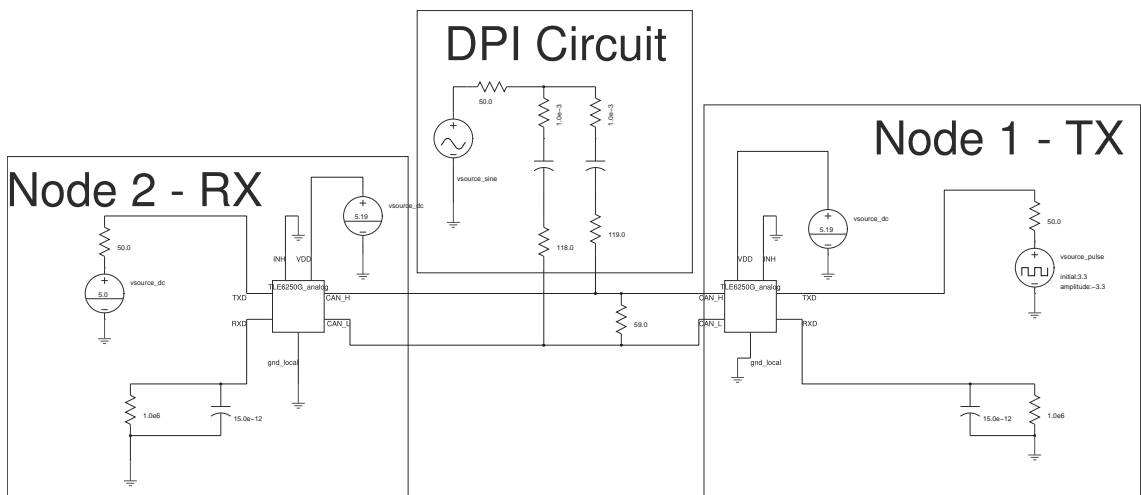 DPI Circuit
50.0
1.0e-3
1.0e-3
vsource_sine
118.0
119.0
Node 2 - RX
50.0
5.0
vsource_dc
5.19
vsource_dc
INH
VDD
TLE6250G_analog
TXD
CAN_H
RXD
CAN_L
gnd_local
1.0e6
15.0e-12
59.0
Node 1 - TX
5.19
vsource_dc
VDD
INH
TLE6250G_analog
CAN_H
TXD
CAN_L
RXD
gnd_local
50.0
vsource_pulse
initial:3.3
amplitude:-3.3
15.0e-12
1.0e6